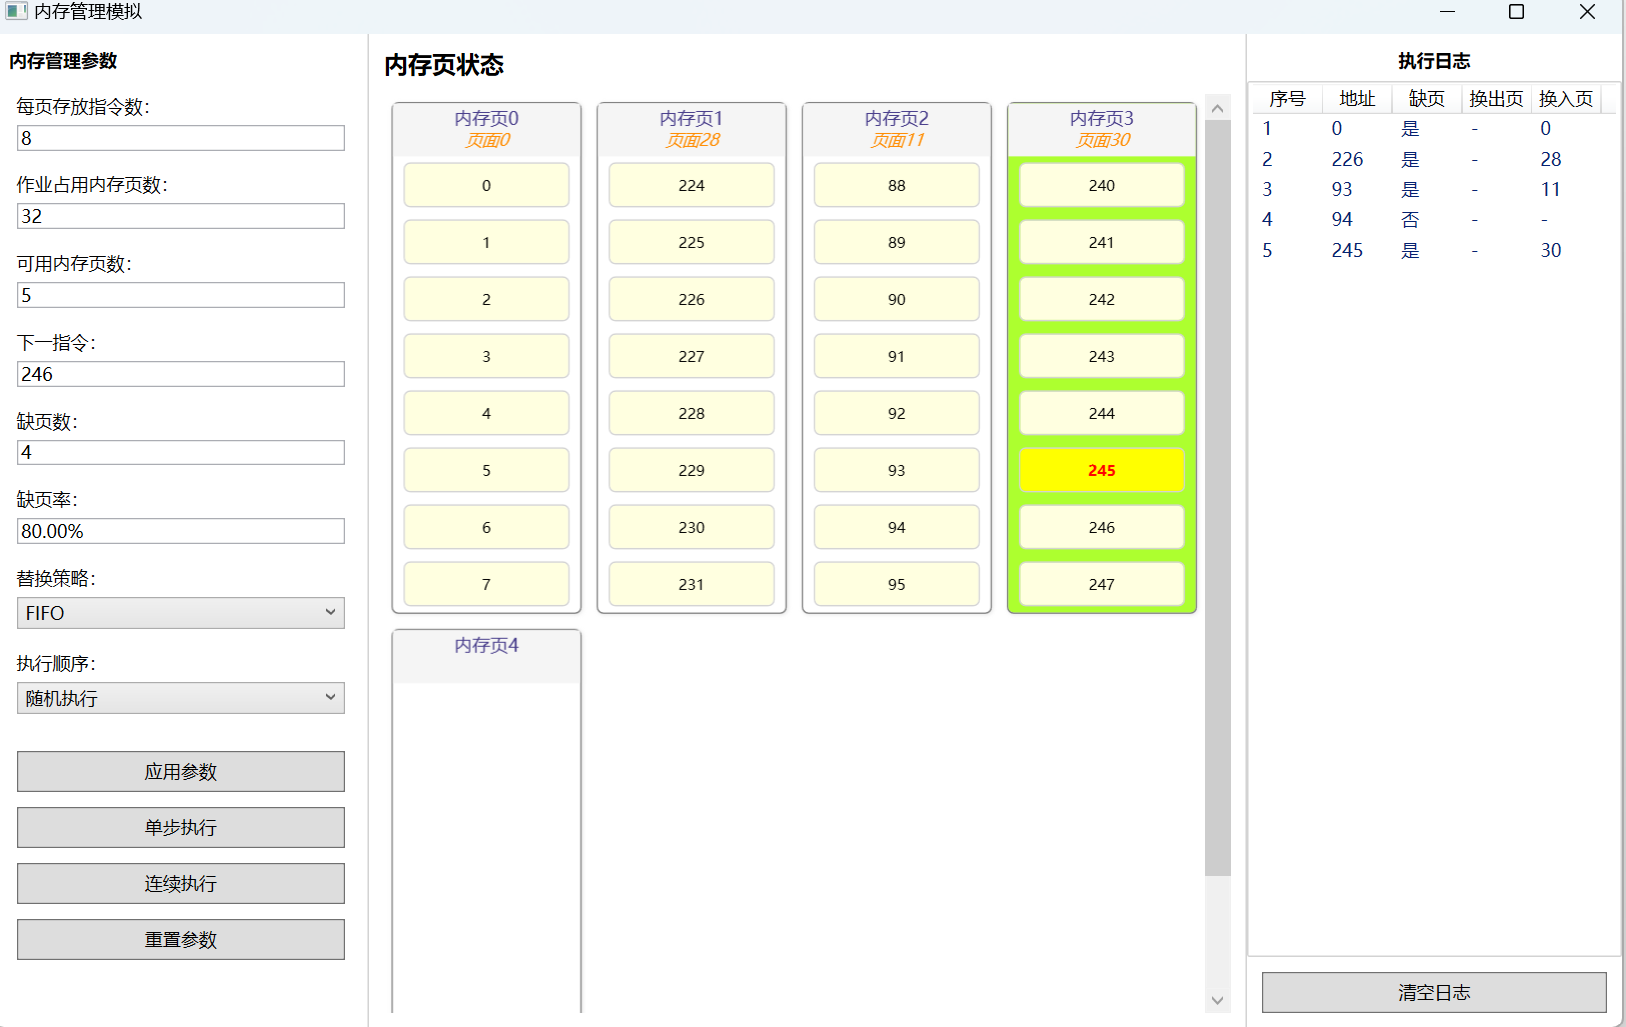 内存管理模拟
内存管理参数
每页存放指令数：
8
作业占用内存页数：
32
可用内存页数：
5
下一指令：
246
缺页数：
4
缺页率：
80.00%
替换策略：
FIFO
执行顺序：
随机执行
应用参数
单步执行
连续执行
重置参数
内存页状态
内存页0
页面0
0
1
2
3
4
5
6
7
内存页1
页面28
224
225
226
227
228
229
230
231
内存页2
页面11
88
89
90
91
92
93
94
95
内存页3
页面30
240
241
242
243
244
245
246
247
内存页4
执行日志
序号 地址 缺页 换出页 换入页
1 0 是 - 0
2 226 是 - 28
3 93 是 - 11
4 94 否 - -
5 245 是 - 30
清空日志